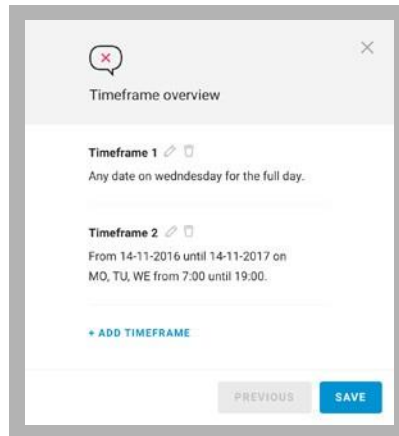 Timeframe overview
Timeframe 1
Any date on wedndesday for the full day.
Timeframe 2
From 14-11-2016 until 14-11-2017 on
MO, TU, WE from 7:00 until 19:00.
+ ADD TIMEFRAME
PREVIOUS
SAVE